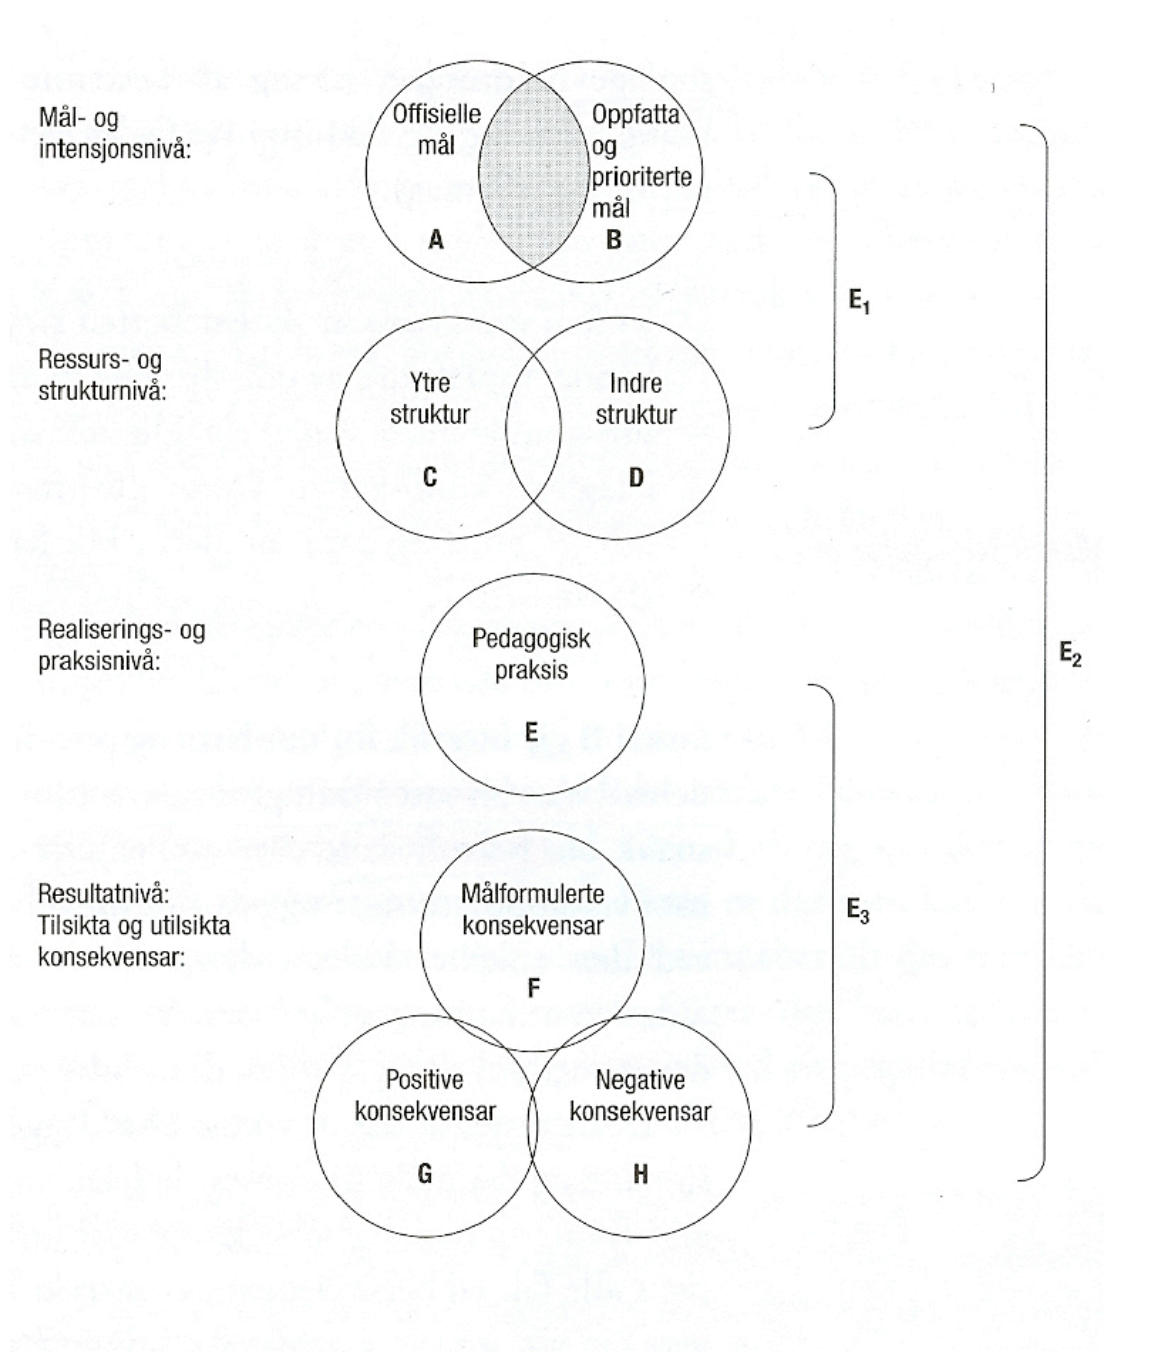 Mål- og
intensjonsnivå:
Offisielle
mål
A
Oppfatta
og
prioriterte
mål
B
E1
Ressurs- og
strukturnivå:
Ytre
struktur
C
Indre
struktur
D
Realiserings- og
praksisnivå:
Pedagogisk
praksis
E
E2
Resultatnivå:
Tilsikta og utilsikta
konsekvensar:
Målformulerte
konsekvensar
F
E3
Positive
konsekvensar
G
Negative
konsekvensar
H